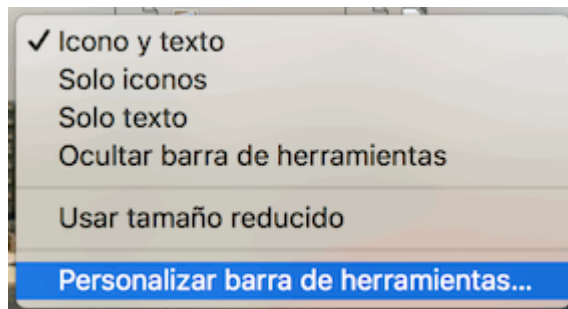 ✓ Icono y texto
Solo iconos
Solo texto
Ocultar barra de herramientas
Usar tamaño reducido
Personalizar barra de herramientas...